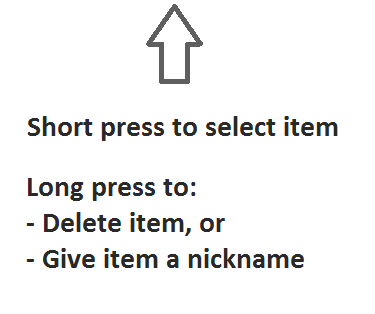 Short press to select item
Long press to:
- Delete item, or
- Give item a nickname